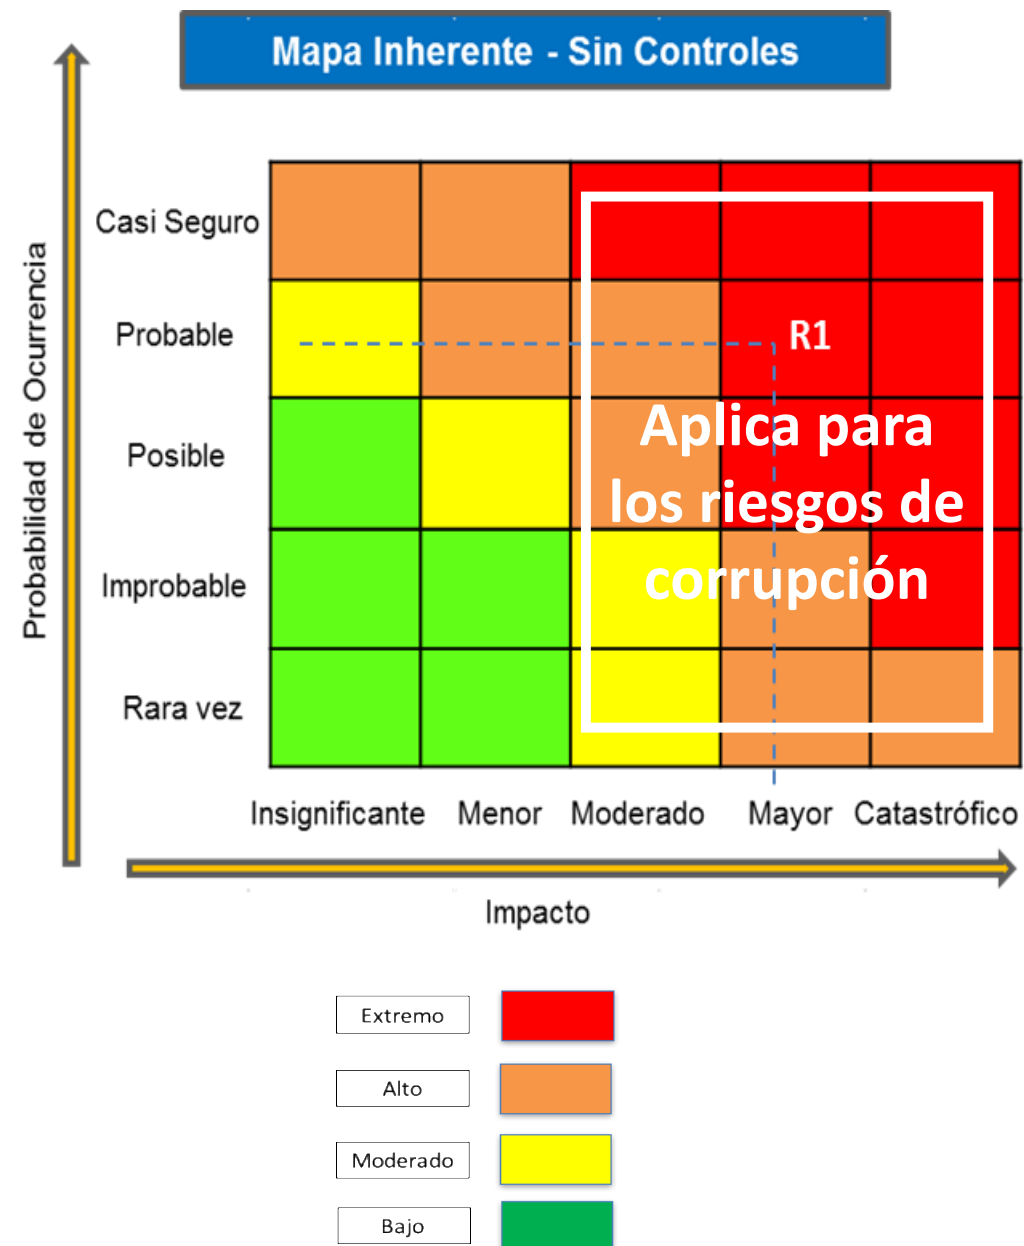 Mapa Inherente - Sin Controles
Probabilidad de Ocurrencia
Casi Seguro
Probable
R1
Posible
Aplica para
los riesgos de
corrupción
Improbable
Rara vez
Insignificante Menor Moderado Mayor Catastrófico
Impacto
Extremo
Alto
Moderado
Bajo